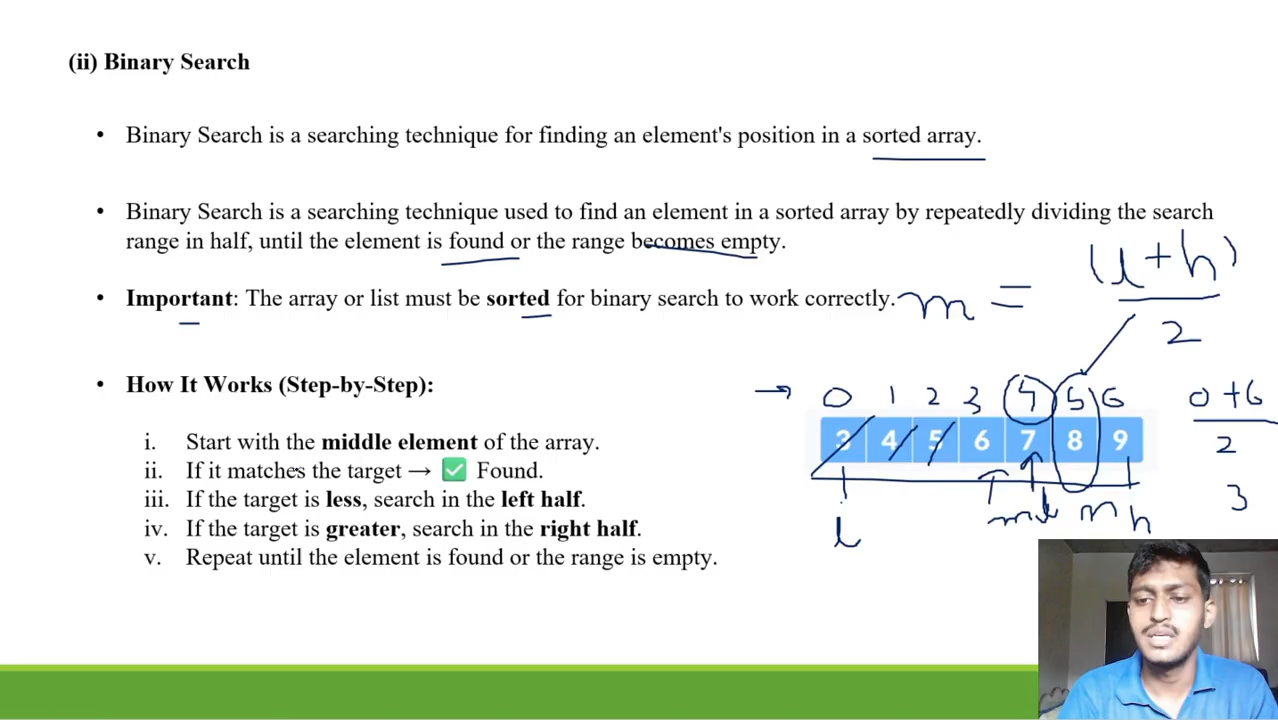 (ii) Binary Search
• Binary Search is a searching technique for finding an element's position in a sorted array.
• Binary Search is a searching technique used to find an element in a sorted array by repeatedly dividing the search
range in half, until the element is found or the range becomes empty.
• Important: The array or list must be sorted for binary search to work correctly.
m = (l+h)
2
• How It Works (Step-by-Step):
i. Start with the middle element of the array.
ii. If it matches the target → ✅ Found.
iii. If the target is less, search in the left half.
iv. If the target is greater, search in the right half.
v. Repeat until the element is found or the range is empty.
→ 0 1 2 3 4 5 6
3 4 5 6 7 8 9
l m h
0+6
2
3